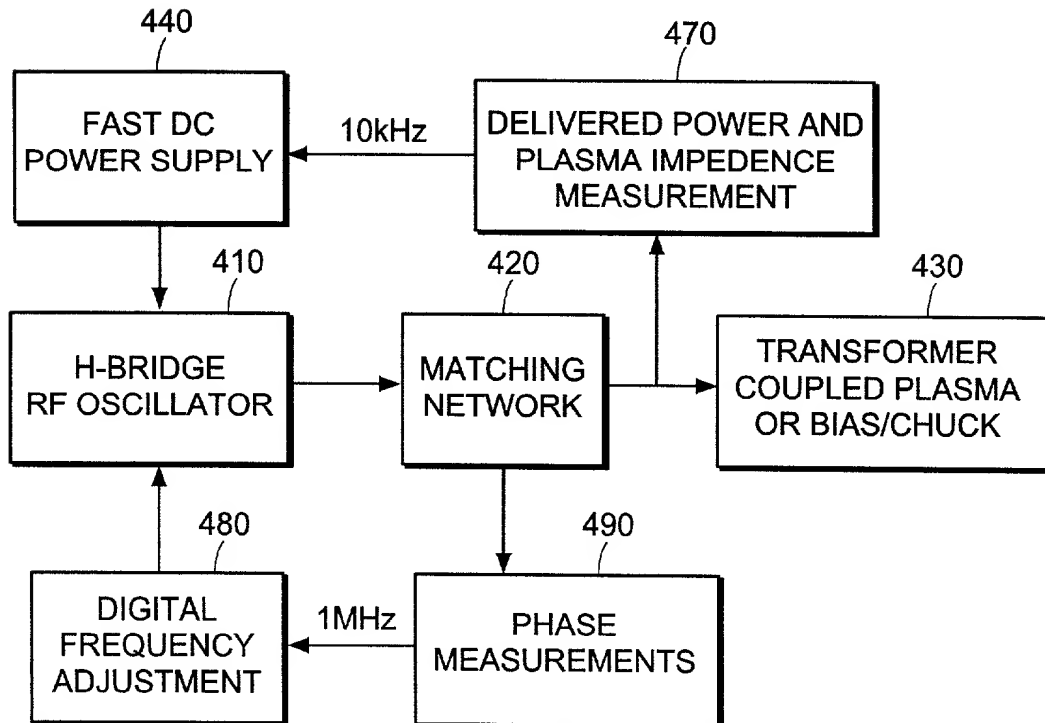 440
FAST DC
POWER SUPPLY
10kHz
470
DELIVERED POWER AND
PLASMA IMPEDENCE
MEASUREMENT
410
H-BRIDGE
RF OSCILLATOR
420
MATCHING
NETWORK
430
TRANSFORMER
COUPLED PLASMA
OR BIAS/CHUCK
480
DIGITAL
FREQUENCY
ADJUSTMENT
1MHz
490
PHASE
MEASUREMENTS